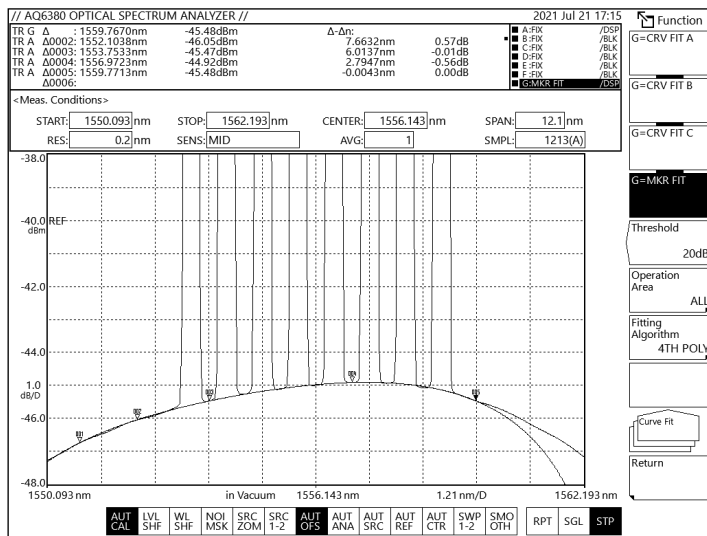 // AQ6380 OPTICAL SPECTRUM ANALYZER // 2021 Jul 21 17:15
TR G Δ : 1559.7670nm -45.48dBm Δ-Δn:
TR A Δ0002: 1552.1038nm -46.05dBm 7.6632nm 0.57dB
TR A Δ0003: 1553.7533nm -45.47dBm 6.0137nm -0.01dB
TR A Δ0004: 1556.9723nm -44.92dBm 2.7947nm -0.56dB
TR A Δ0005: 1559.7713nm -45.48dBm -0.0043nm 0.00dB
Δ0006:
A:FIX /DSP
B:FIX /BLK
C:FIX /BLK
D:FIX /BLK
E:FIX /BLK
F:FIX /BLK
G:MKR FIT /DSP
<Meas. Conditions>
START: 1550.093 nm STOP: 1562.193 nm CENTER: 1556.143 nm SPAN: 12.1 nm
RES: 0.2 nm SENS: MID AVG: 1 SMPL: 1213(A)
-38.0
-40.0 REF
dBm
-42.0
-44.0
1.0
dB/D
-46.0
-48.0
001
002
003
004
005
1550.093 nm in Vacuum 1556.143 nm 1.21 nm/D 1562.193 nm
AUT CAL
LVL SHF
WL SHF
NOI MSK
SRC ZOM
SRC 1-2
AUT OFS
AUT ANA
AUT SRC
AUT REF
AUT CTR
SWP 1-2
SMO OTH
RPT
SGL
STP
Function
G=CRV FIT A
G=CRV FIT B
G=CRV FIT C
G=MKR FIT
Threshold
20dB
Operation
Area
ALL
Fitting
Algorithm
4TH POLY
Curve Fit
Return